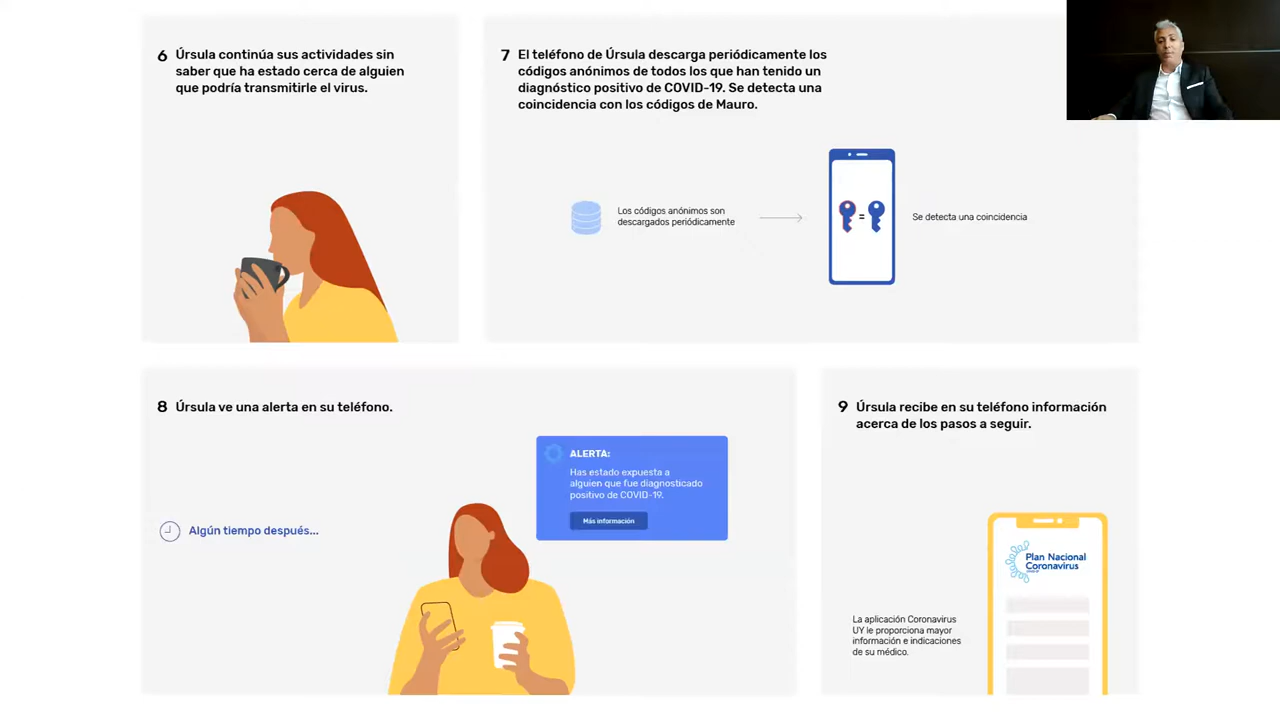 6 Úrsula continúa sus actividades sin
saber que ha estado cerca de alguien
que podría transmitirle el virus.
7 El teléfono de Úrsula descarga periódicamente los
códigos anónimos de todos los que han tenido un
diagnóstico positivo de COVID-19. Se detecta una
coincidencia con los códigos de Mauro.
Los códigos anónimos son
descargados periódicamente
=
Se detecta una coincidencia
8 Úrsula ve una alerta en su teléfono.
Algún tiempo después...
ALERTA:
Has estado expuesta a
alguien que fue diagnosticado
positivo de COVID-19.
Más información
9 Úrsula recibe en su teléfono información
acerca de los pasos a seguir.
La aplicación Coronavirus
UY le proporciona mayor
información e indicaciones
de su médico.
Plan Nacional
Coronavirus